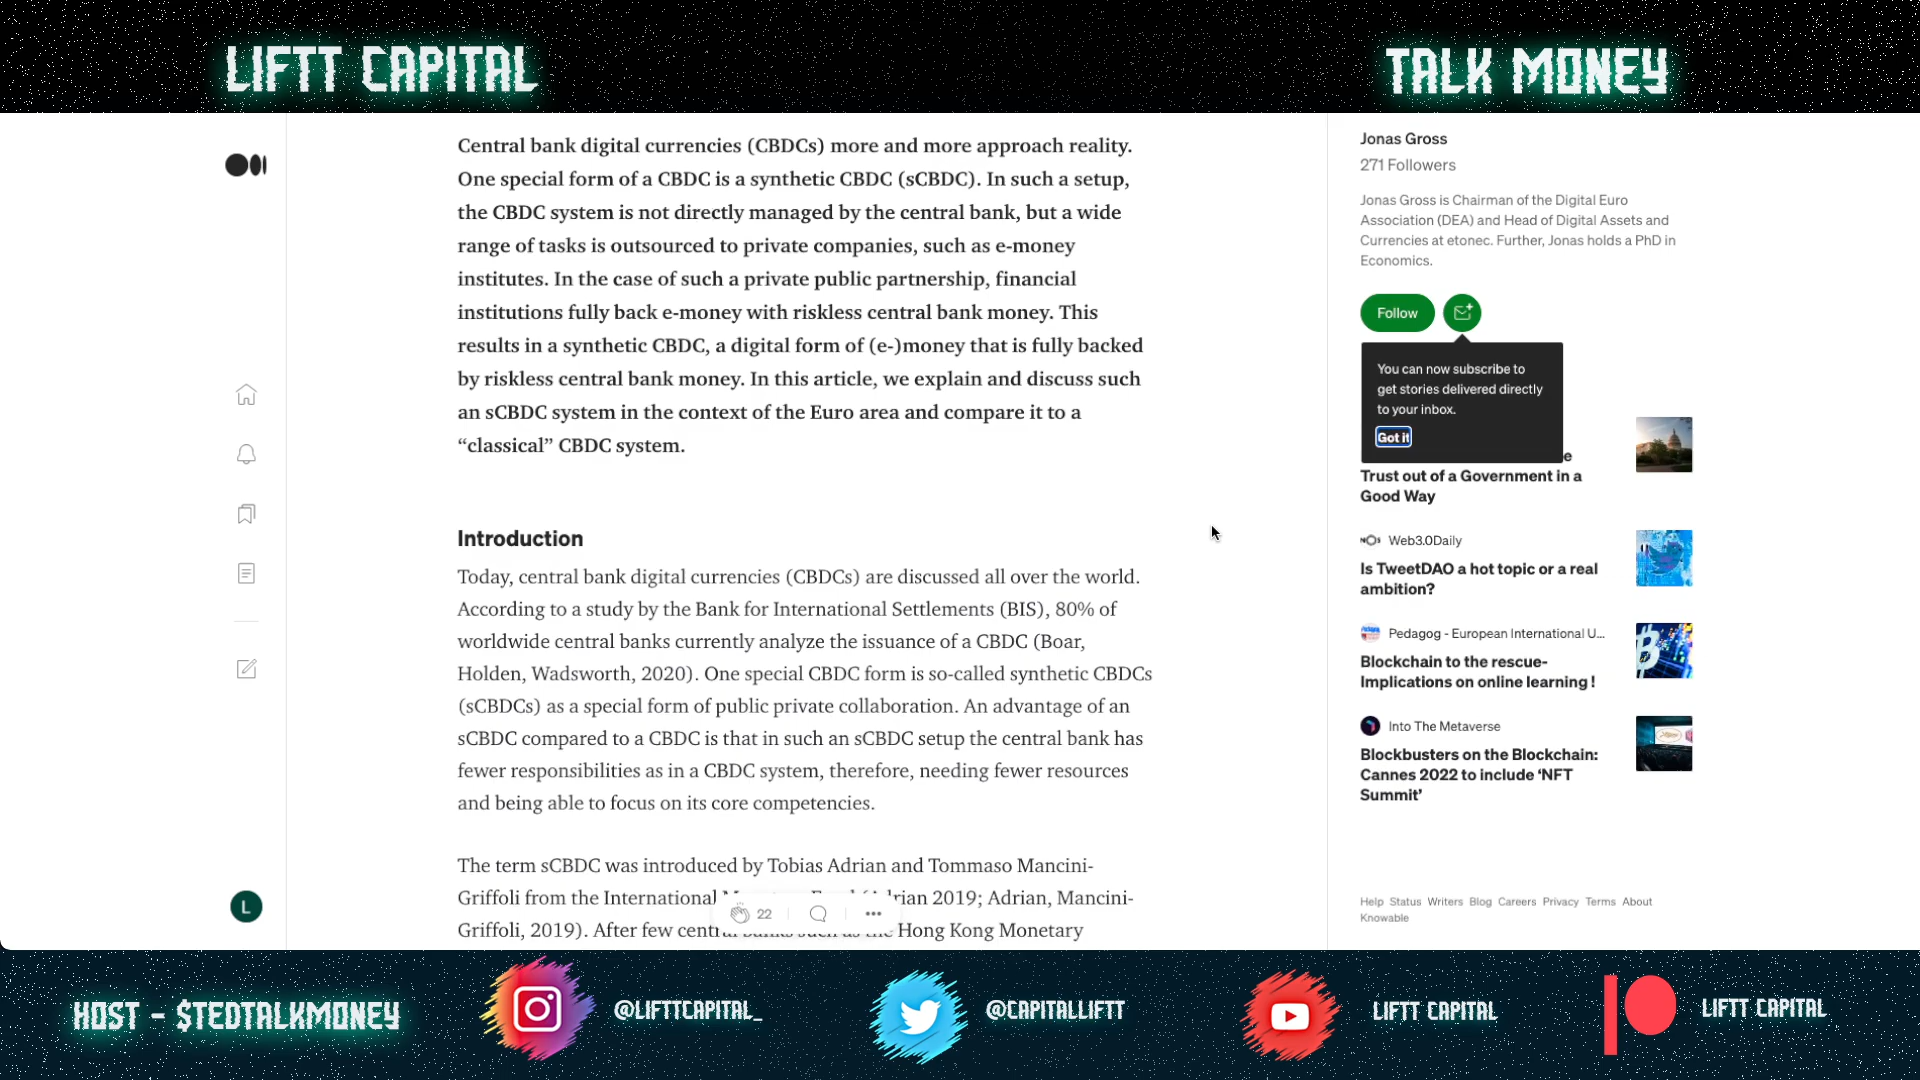 LIFTT CAPITAL
TALK MONEY
Central bank digital currencies (CBDCs) more and more approach reality.
One special form of a CBDC is a synthetic CBDC (sCBDC). In such a setup,
the CBDC system is not directly managed by the central bank, but a wide
range of tasks is outsourced to private companies, such as e-money
institutes. In the case of such a private public partnership, financial
institutions fully back e-money with riskless central bank money. This
results in a synthetic CBDC, a digital form of (e-)money that is fully backed
by riskless central bank money. In this article, we explain and discuss such
an sCBDC system in the context of the Euro area and compare it to a
“classical” CBDC system.
Introduction
Today, central bank digital currencies (CBDCs) are discussed all over the world.
According to a study by the Bank for International Settlements (BIS), 80% of
worldwide central banks currently analyze the issuance of a CBDC (Boar,
Holden, Wadsworth, 2020). One special CBDC form is so-called synthetic CBDCs
(sCBDCs) as a special form of public private collaboration. An advantage of an
sCBDC compared to a CBDC is that in such an sCBDC setup the central bank has
fewer responsibilities as in a CBDC system, therefore, needing fewer resources
and being able to focus on its core competencies.
The term sCBDC was introduced by Tobias Adrian and Tommaso Mancini-
Griffoli from the International 2019; Adrian, Mancini-
Griffoli, 2019). After few Hong Kong Monetary
22
L
Jonas Gross
271 Followers
Jonas Gross is Chairman of the Digital Euro
Association (DEA) and Head of Digital Assets and
Currencies at etonec. Further, Jonas holds a PhD in
Economics.
Follow
You can now subscribe to
get stories delivered directly
to your inbox.
Got it
Trust out of a Government in a
Good Way
Web3.0Daily
Is TweetDAO a hot topic or a real
ambition?
Pedagog - European International U...
Blockchain to the rescue-
Implications on online learning !
Into The Metaverse
Blockbusters on the Blockchain:
Cannes 2022 to include ‘NFT
Summit’
Help Status Writers Blog Careers Privacy Terms About
Knowable
HOST - $TEDTALKMONEY
@LIFTTCAPITAL_
@CAPITALLIFTT
LIFTT CAPITAL
LIFTT CAPITAL